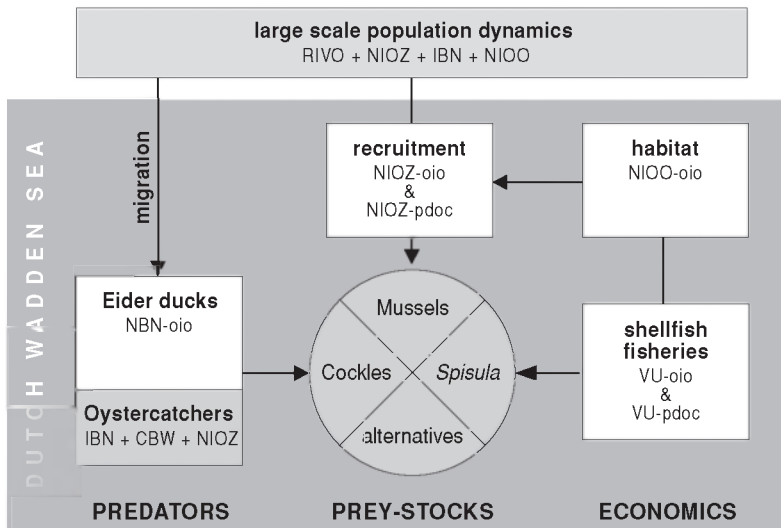 large scale population dynamics
RIVO + NIOZ + IBN + NIOO
DUTCH WADDEN SEA
migration
recruitment
NIOZ-oio
&
NIOZ-pdoc
habitat
NIOO-oio
Eider ducks
NBN-oio
Oystercatchers
IBN + CBW + NIOZ
Mussels
Cockles
Spisula
alternatives
shellfish
fisheries
VU-oio
&
VU-pdoc
PREDATORS
PREY-STOCKS
ECONOMICS